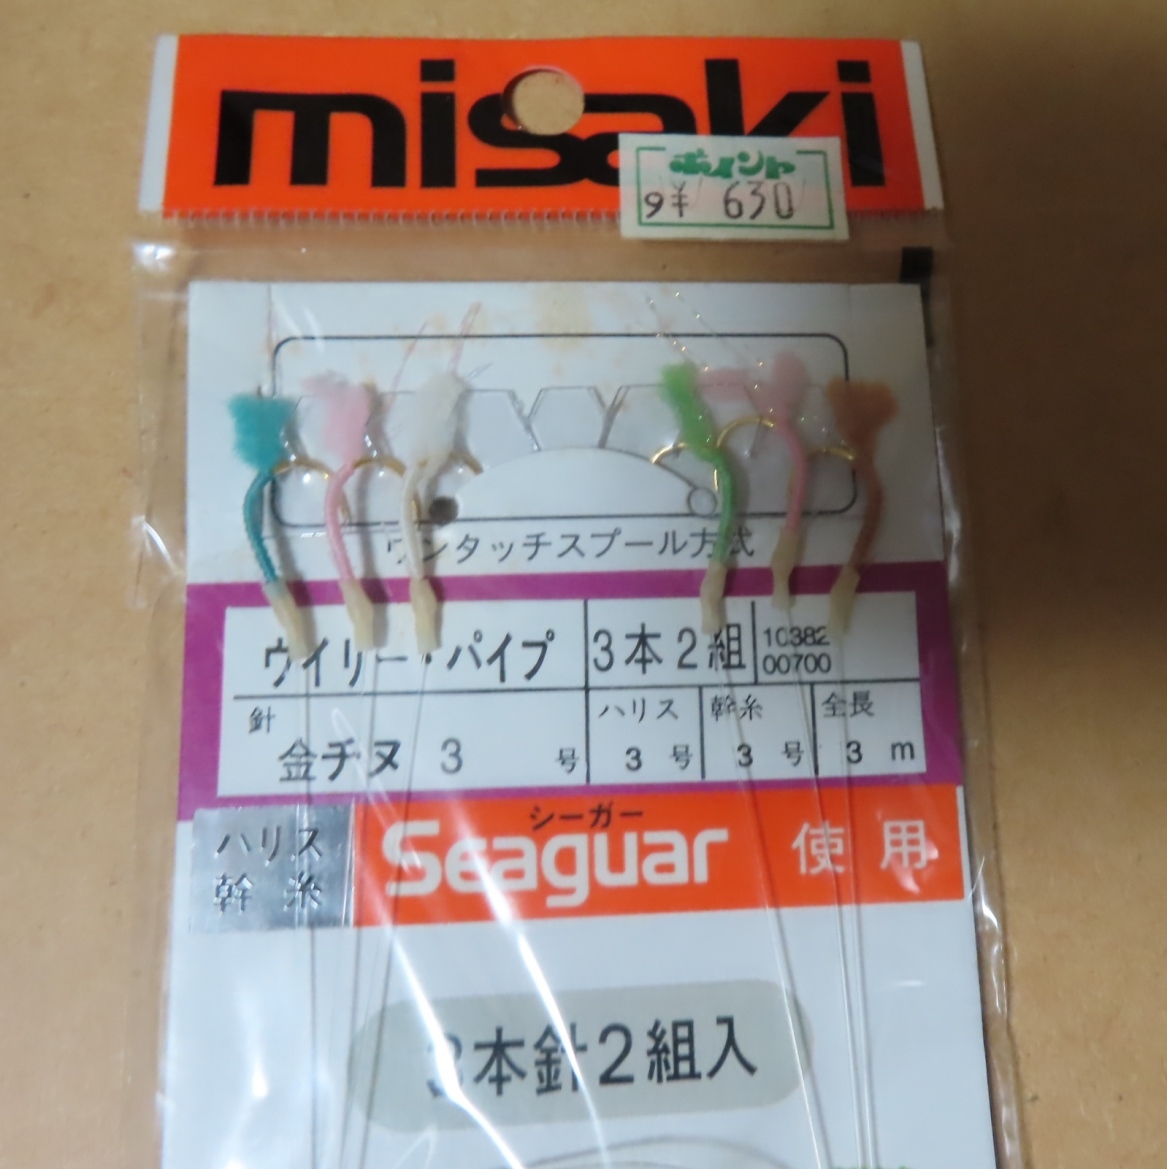 misaki
ポイント
9¥ 630
ワンタッチスプール方式
ウイリー・パイプ 3本2組 10382
00700
針 ハリス 幹糸 全長
金チヌ 3 号 3 号 3 号 3 m
シーガー
ハリス Seaguar 使用
幹糸
3本針2組入